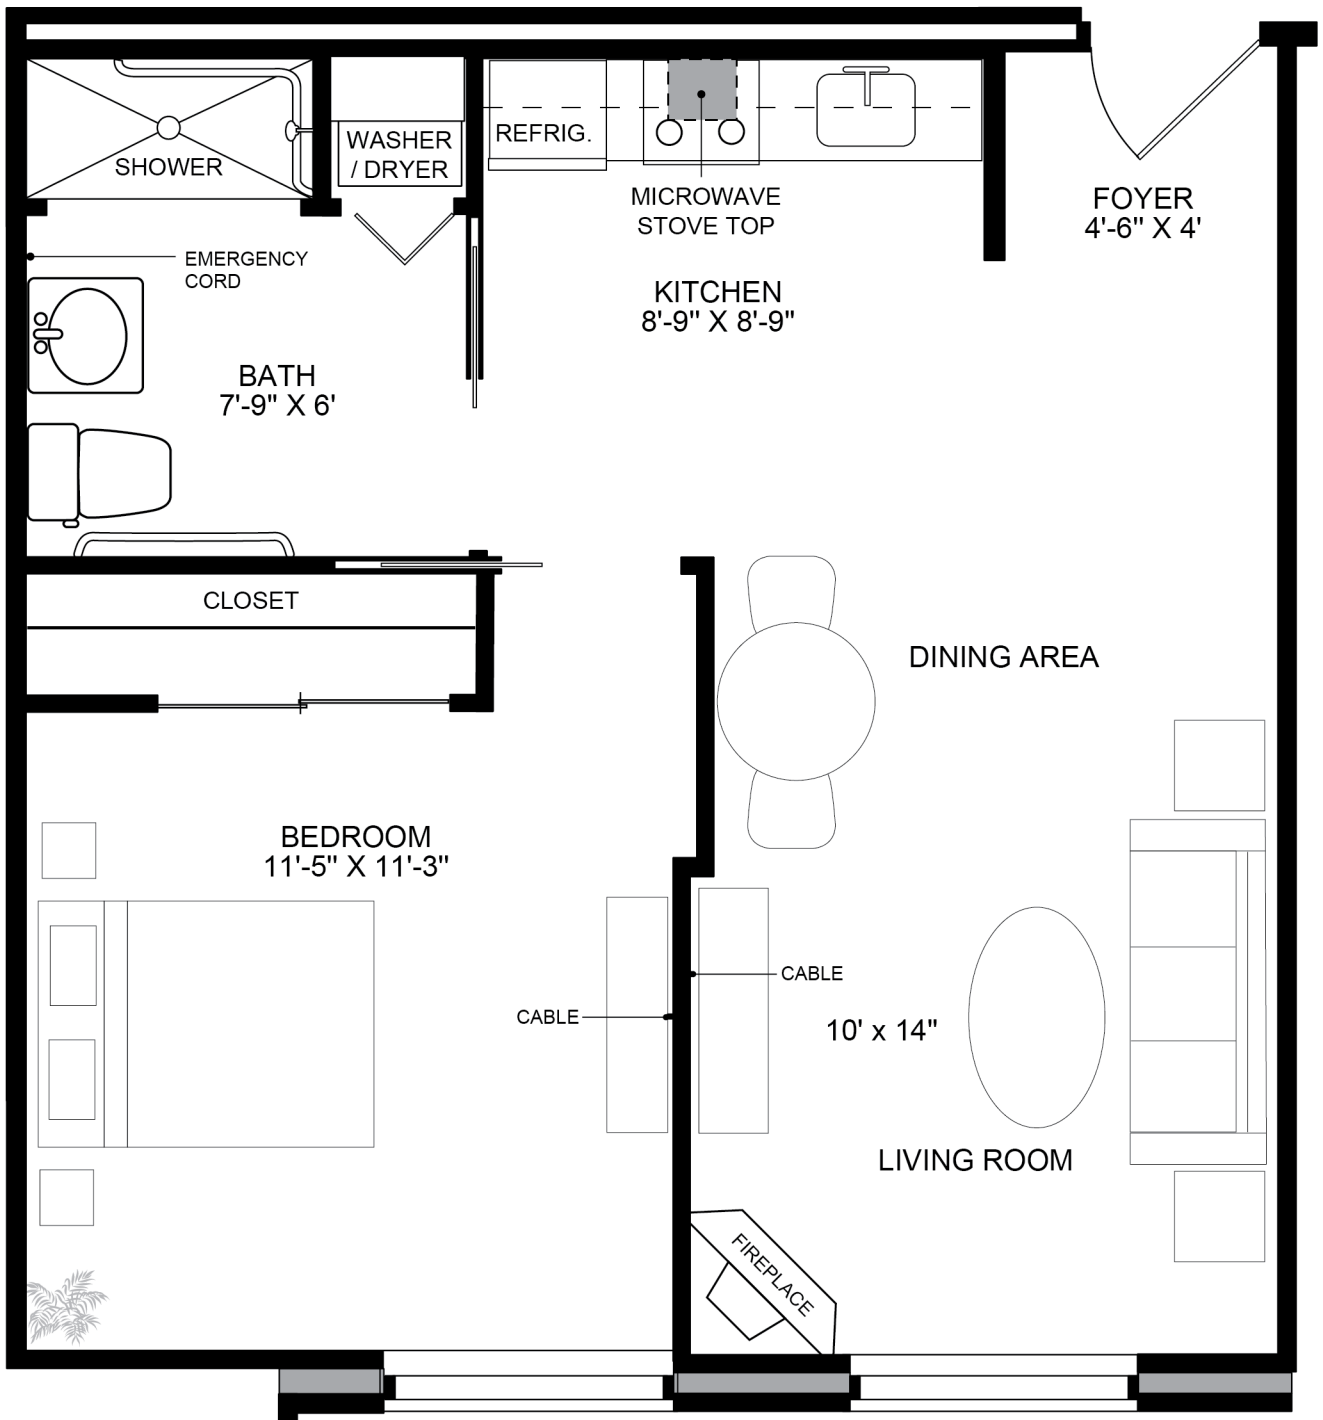 SHOWER
WASHER
/ DRYER
REFRIG.
MICROWAVE
STOVE TOP
FOYER
4'-6" X 4'
EMERGENCY
CORD
KITCHEN
8'-9" X 8'-9"
BATH
7'-9" X 6'
CLOSET
DINING AREA
BEDROOM
11'-5" X 11'-3"
CABLE
CABLE
10' x 14"
LIVING ROOM
FIREPLACE